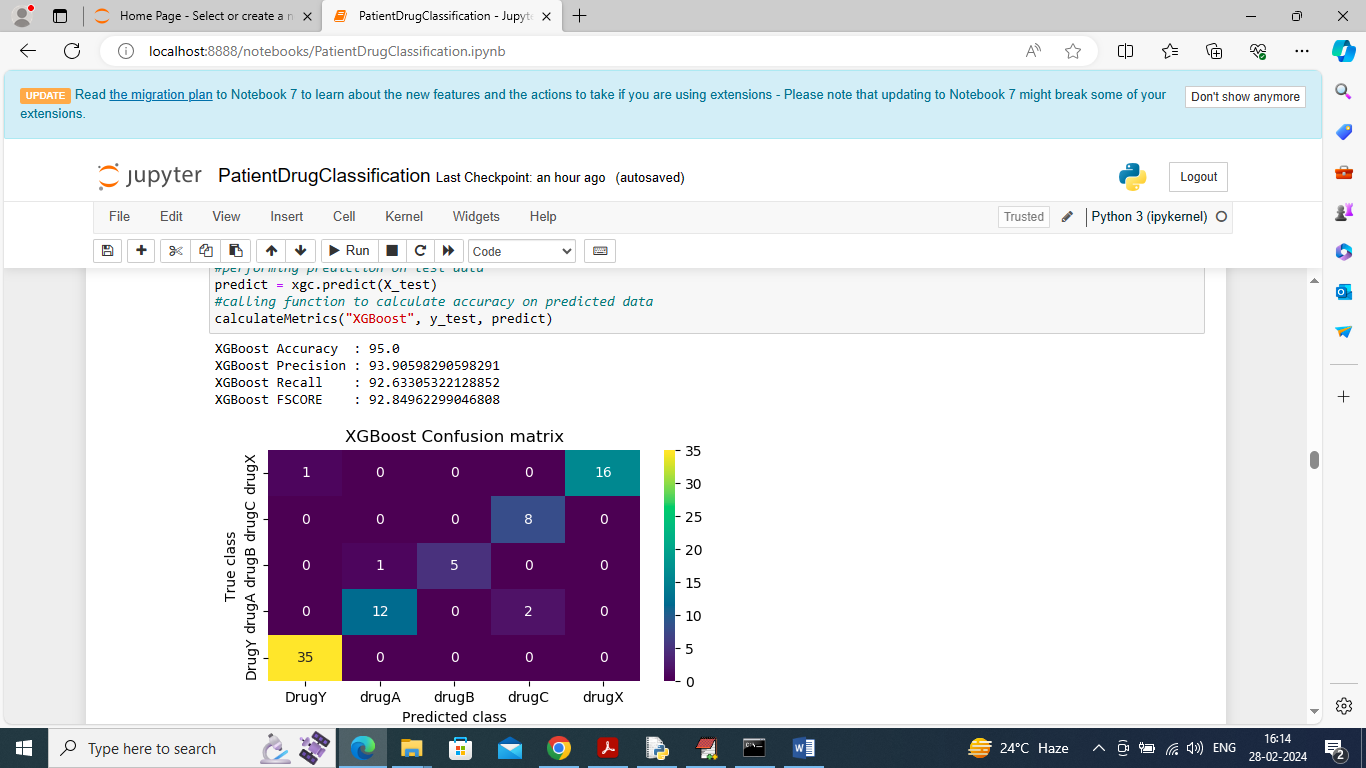 Home Page - Select or create a n
PatientDrugClassification - Jupyt
localhost:8888/notebooks/PatientDrugClassification.ipynb
UPDATE Read the migration plan to Notebook 7 to learn about the new features and the actions to take if you are using extensions - Please note that updating to Notebook 7 might break some of your
extensions.
Don't show anymore
jupyter PatientDrugClassification Last Checkpoint: an hour ago (autosaved)
Logout
File Edit View Insert Cell Kernel Widgets Help
Trusted
Python 3 (ipykernel)
Run
Code
#performing prediction on test data
predict = xgc.predict(X_test)
#calling function to calculate accuracy on predicted data
calculateMetrics("XGBoost", y_test, predict)
XGBoost Accuracy : 95.0
XGBoost Precision : 93.90598290598291
XGBoost Recall : 92.63305322128852
XGBoost FSCORE : 92.84962299046808
XGBoost Confusion matrix
drugX 1 0 0 0 16
drugC 0 0 0 8 0
drugB 0 1 5 0 0
drugA 0 12 0 2 0
DrugY 35 0 0 0 0
True class
DrugY drugA drugB drugC drugX
Predicted class
35
30
25
20
15
10
5
0
Type here to search
24°C Haze
ENG
16:14
28-02-2024
2